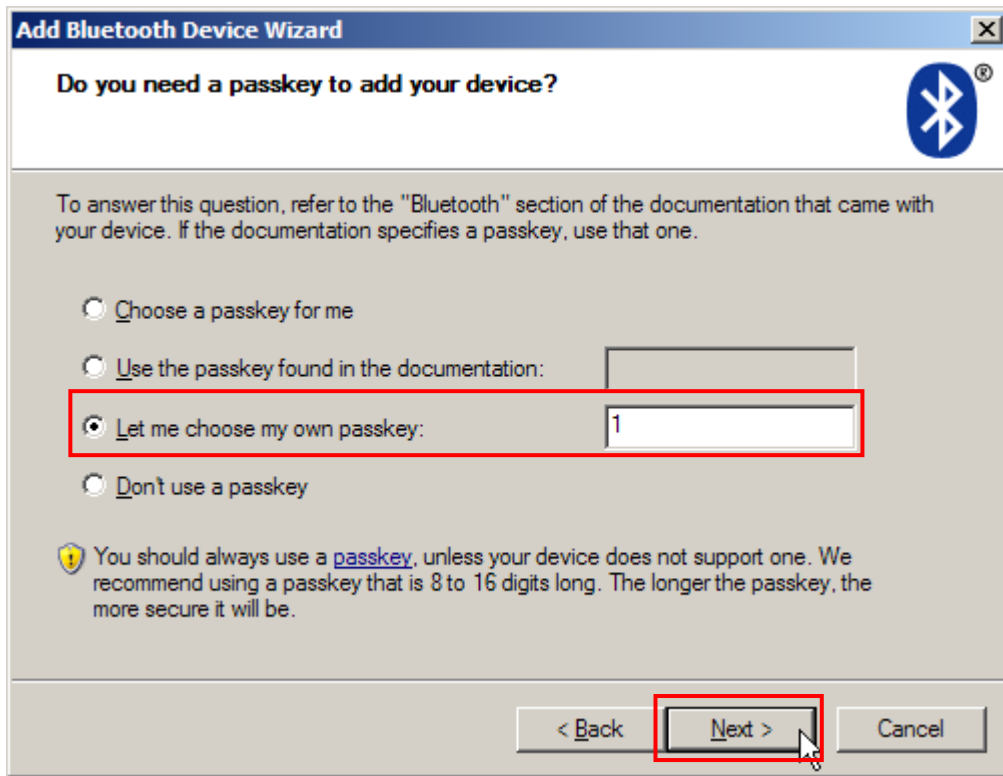 Add Bluetooth Device Wizard
Do you need a passkey to add your device?
®
To answer this question, refer to the "Bluetooth" section of the documentation that came with
your device. If the documentation specifies a passkey, use that one.
Choose a passkey for me
Use the passkey found in the documentation:
Let me choose my own passkey: 1
Don't use a passkey
You should always use a passkey, unless your device does not support one. We
recommend using a passkey that is 8 to 16 digits long. The longer the passkey, the
more secure it will be.
< Back Next > Cancel